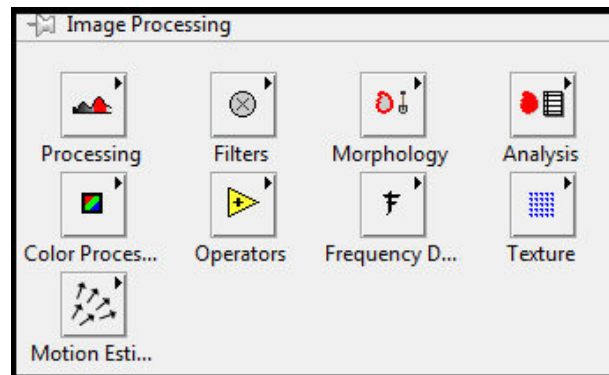 Image Processing
Processing Filters Morphology Analysis
Color Proces... Operators Frequency D... Texture
Motion Esti...